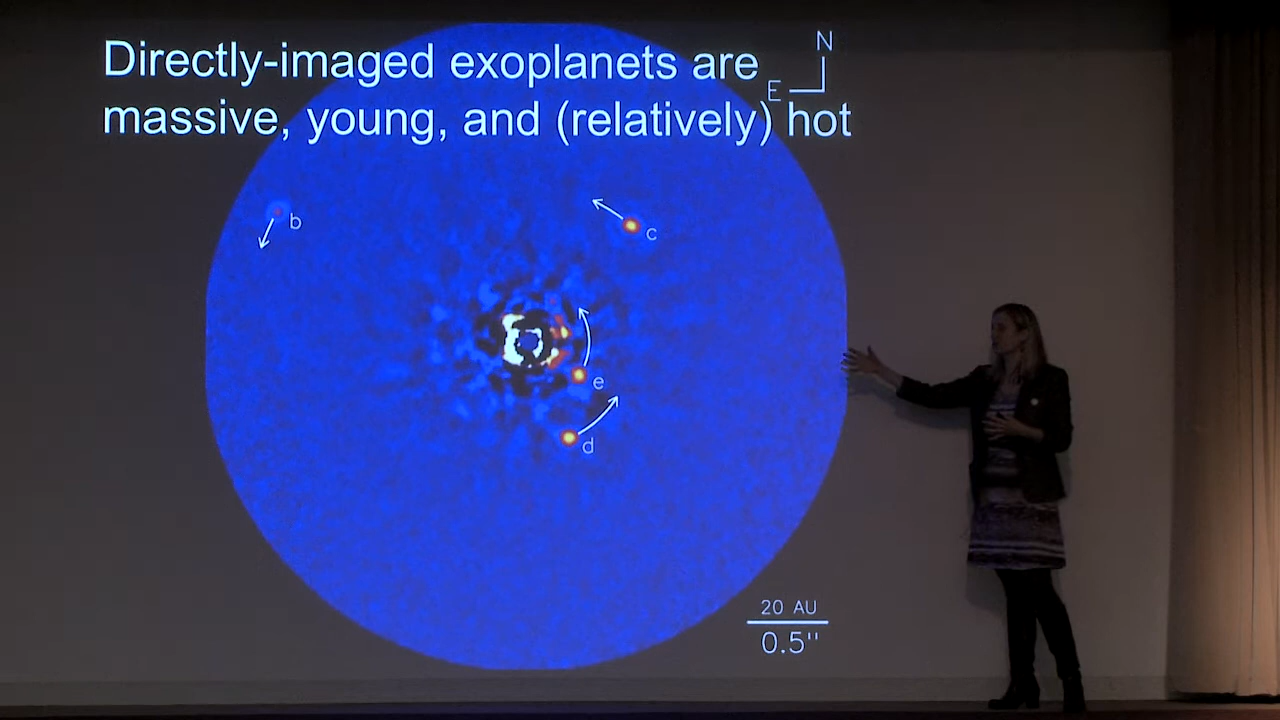 Directly-imaged exoplanets are
massive, young, and (relatively) hot
N
E
b
c
e
d
20 AU
0.5"